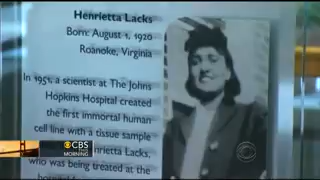 Henrietta Lacks
Born: August 1, 1920
Roanoke, Virginia
In 1951, a scientist at The Johns
Hopkins Hospital created
the first immortal human
cell line with a tissue sample
Henrietta Lacks,
who was being treated at the
CBS
THIS
MORNING